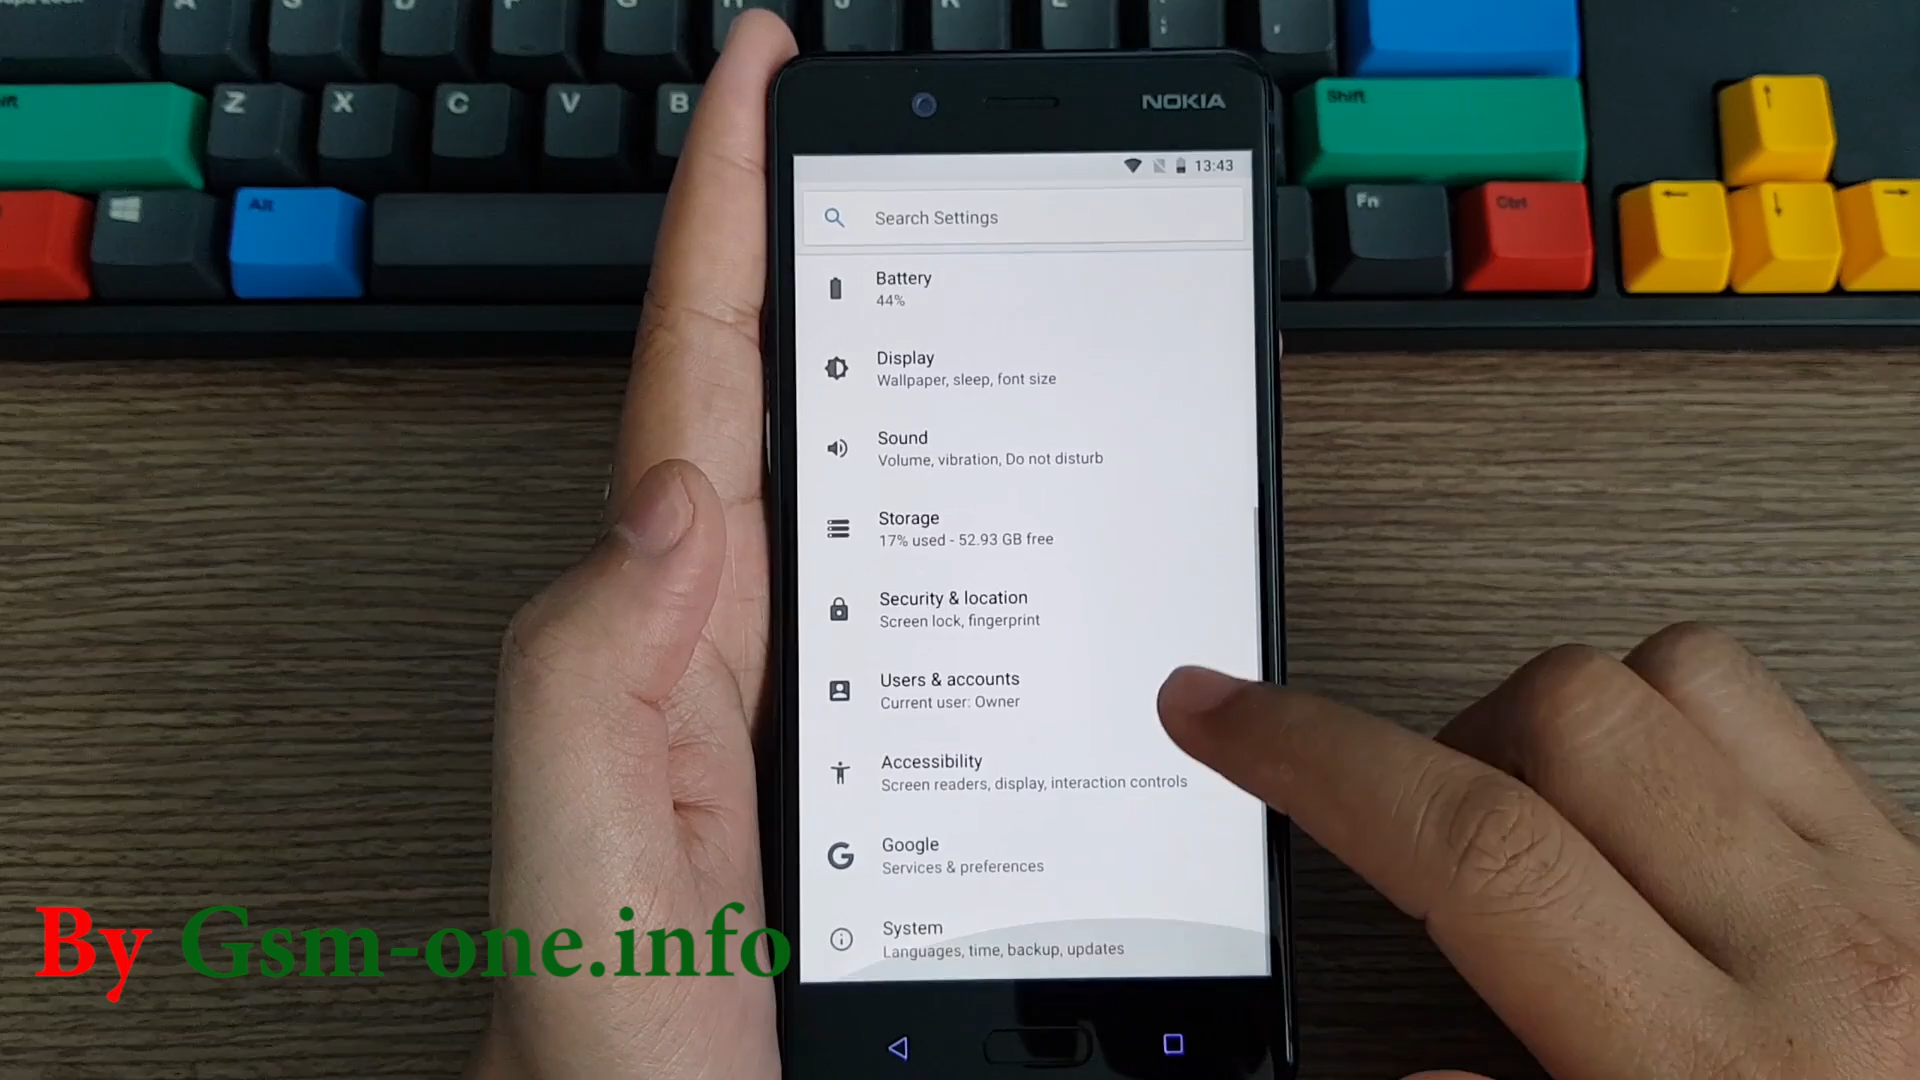 Z X C V B
Shift
Alt
Fn
Ctrl
NOKIA
13:43
Search Settings
Battery
44%
Display
Wallpaper, sleep, font size
Sound
Volume, vibration, Do not disturb
Storage
17% used - 52.93 GB free
Security & location
Screen lock, fingerprint
Users & accounts
Current user: Owner
Accessibility
Screen readers, display, interaction controls
Google
Services & preferences
System
Languages, time, backup, updates
By Gsm-one.info